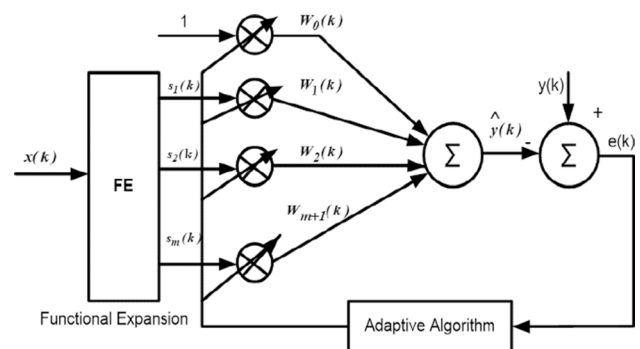 1
W0(k)
s1(k)
W1(k)
y(k)
x(k)
FE
s2(k)
W2(k)
Σ
^
y(k)
-
Σ
+
e(k)
sm(k)
Wm+1(k)
Functional Expansion
Adaptive Algorithm